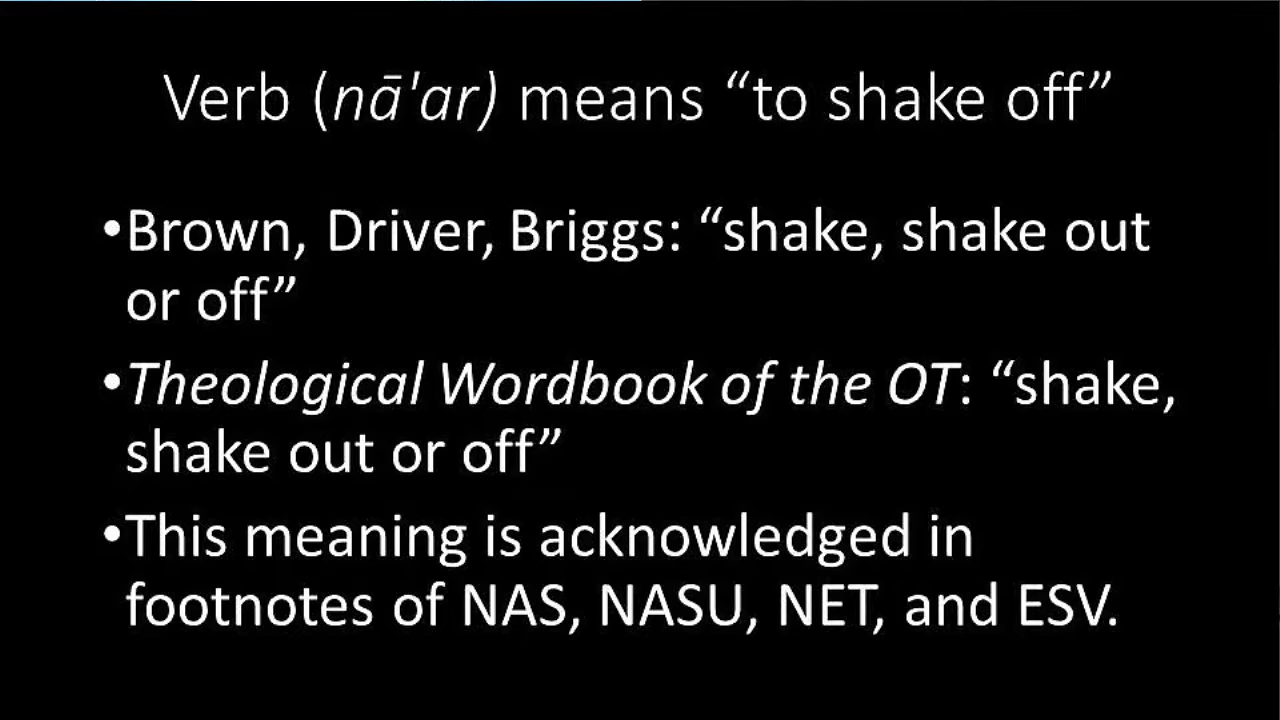 Verb (nā'ar) means “to shake off”
•Brown, Driver, Briggs: “shake, shake out
or off”
•Theological Wordbook of the OT: “shake,
shake out or off”
•This meaning is acknowledged in
footnotes of NAS, NASU, NET, and ESV.